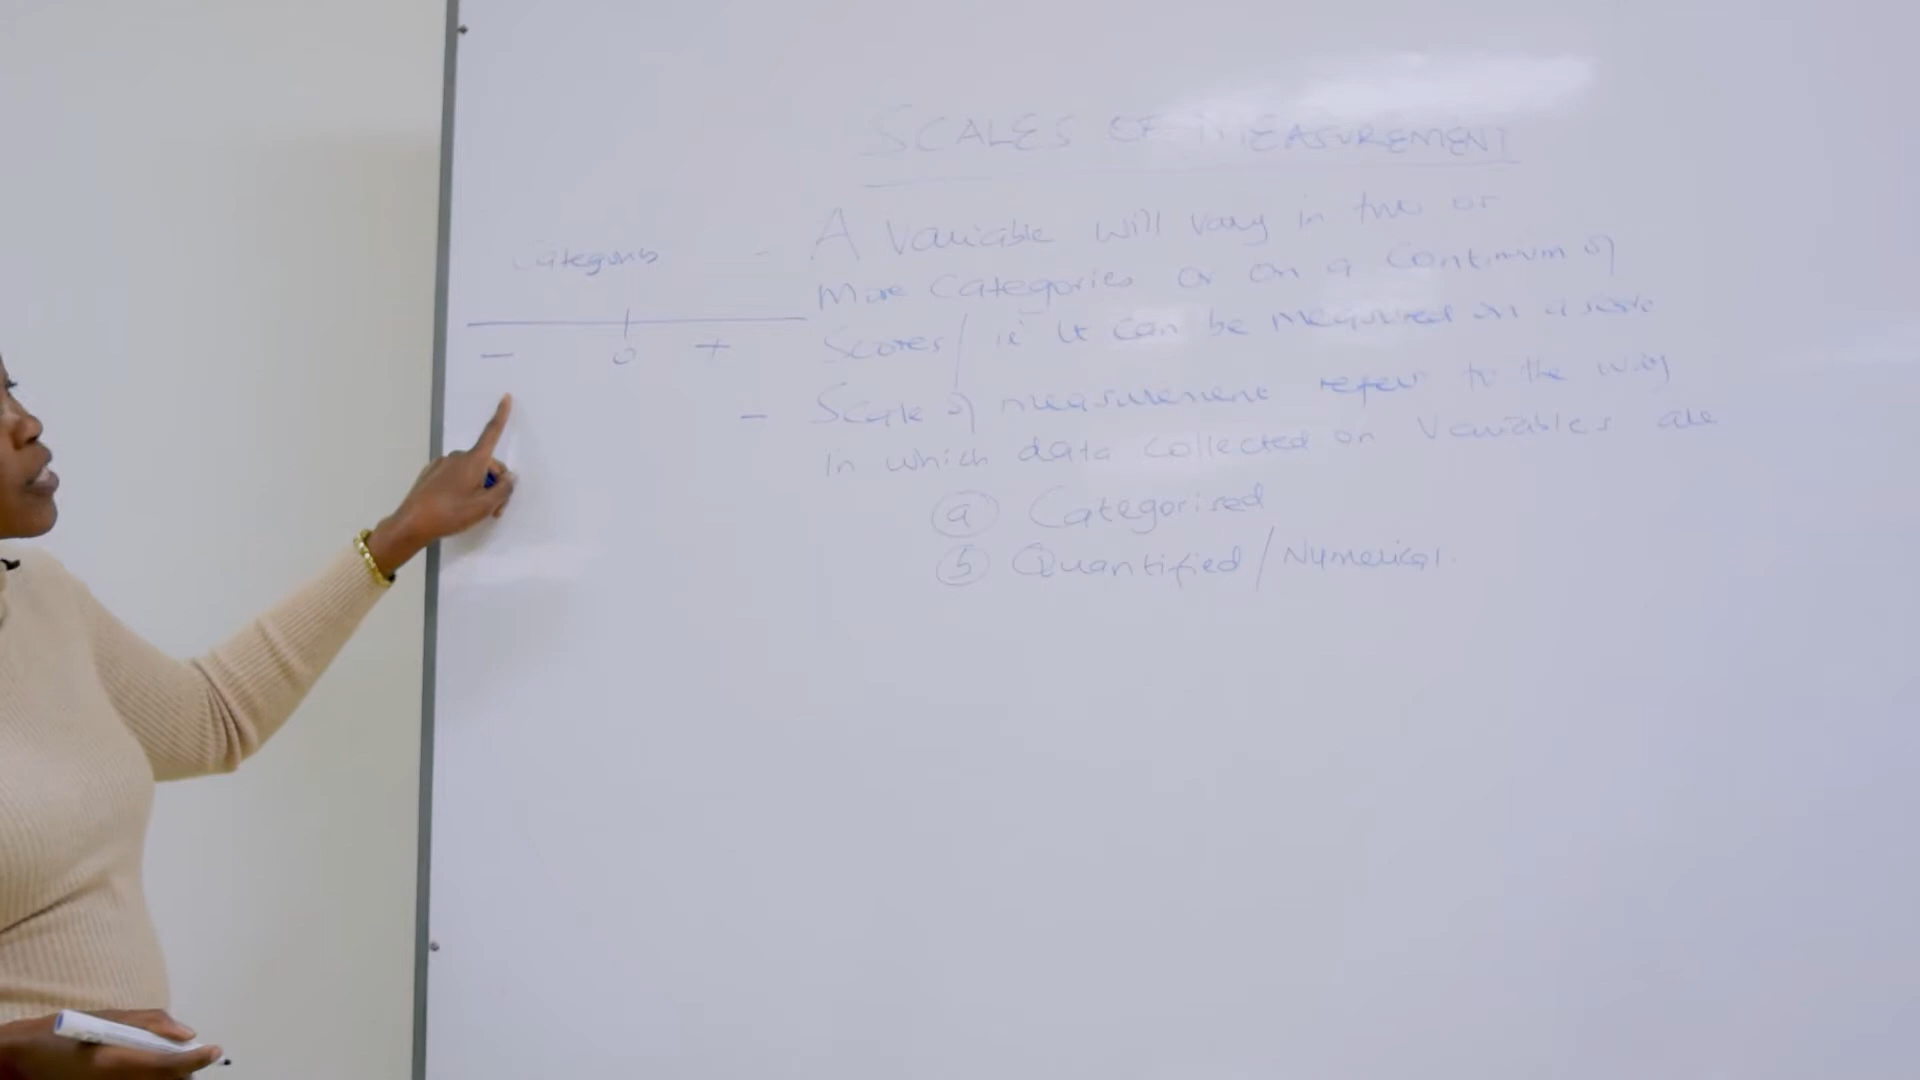 SCALES OF MEASUREMENT
Categories
- A Variable will vary in two or
More Categories or on a Continuum of
Scores / ie it can be measured on a scale
- 0 +
- Scale of measurement refers to the way
in which data collected on Variables are
(a) Categorised
(b) Quantified / Numerical.